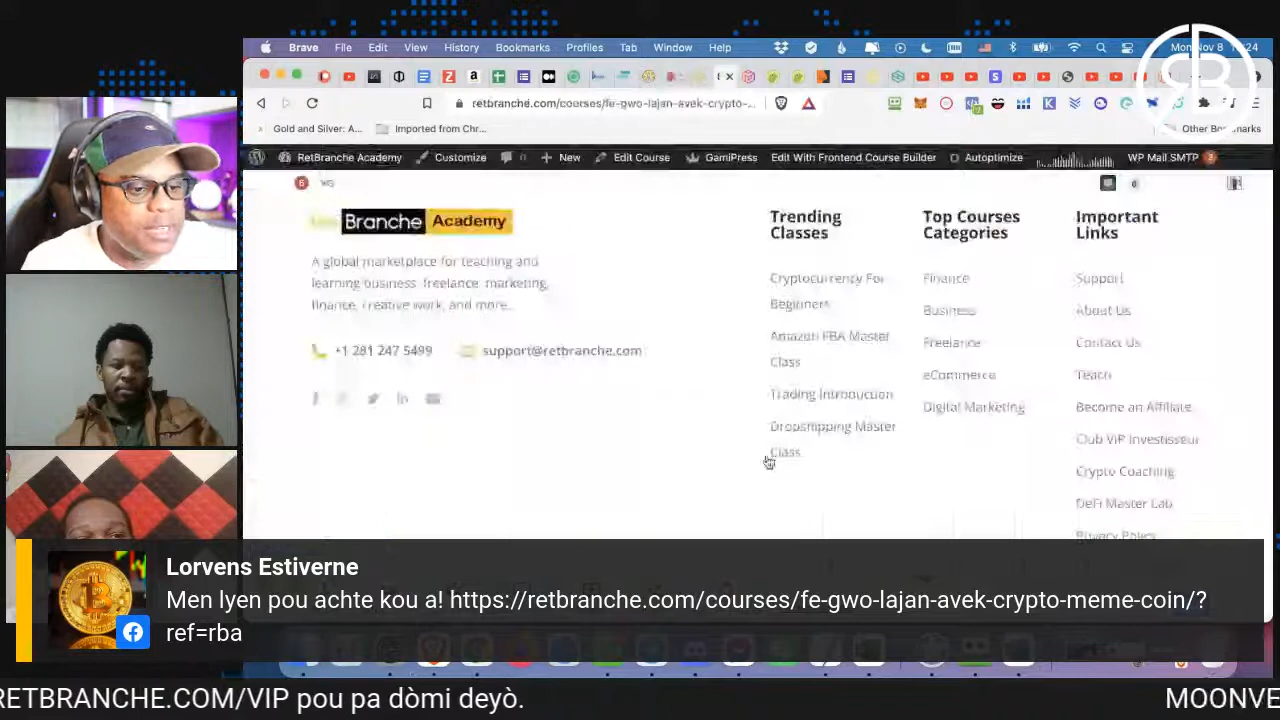 Brave File Edit View History Bookmarks Profiles Tab Window Help Mon Nov 8
retbranche.com/courses/fe-gwo-lajan-avek-crypto-...
Gold and Silver: A... Imported from Chr... Other Bookmarks
RetBranche Academy Customize New Edit Course GamiPress Edit With Frontend Course Builder Autoptimize WP Mail SMTP 2
6
Branche Academy
A global marketplace for teaching and
learning business freelance marketing,
finance, creative work, and more..
+1 281 247 5499 support@retbranche.com
Trending
Classes
Cryptocurrency For
Beginners
Amazon FBA Master
Class
Trading Introduction
Dropshipping Master
Class
Top Courses
Categories
Finance
Business
Freelance
eCommerce
Digital Marketing
Important
Links
Support
About Us
Contact Us
Teach
Become an Affiliate
Club VIP Investisseur
Crypto Coaching
DeFi Master Lab
Privacy Policy
Lorvens Estiverne
Men lyen pou achte kou a! https://retbranche.com/courses/fe-gwo-lajan-avek-crypto-meme-coin/?
ref=rba
RETBRANCHE.COM/VIP pou pa dòmi deyò. MOONVE